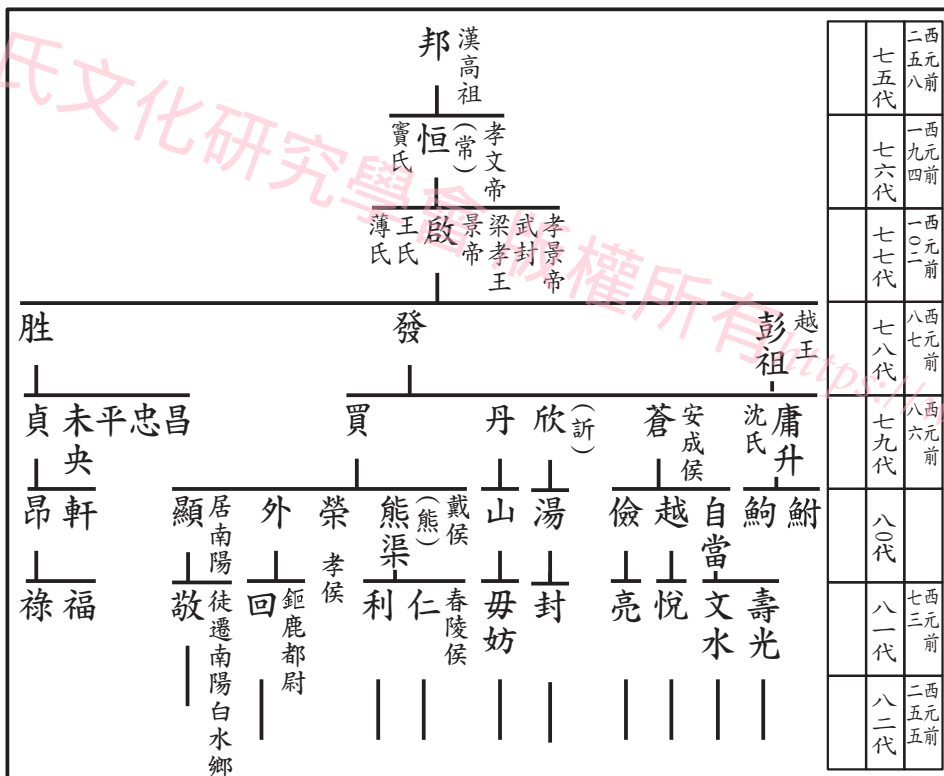 西元前二五八
七五代
邦
漢高祖
西元前一九四
七六代
孝文帝
(常)
恒
竇氏
西元前一〇二
七七代
孝景帝
武封
梁孝王
景帝
啟
王氏
薄氏
西元前八七
七八代
越王
彭祖
發
胜
西元前八六
七九代
庸升
沈氏
安成侯
蒼
(訢)
欣
丹
買
昌
忠
平
未央
貞
八〇代
鮒
鮈
自當
越
儉
湯
山
戴侯
(熊)
熊渠
榮
孝侯
外
居南陽
顯
軒
昂
西元前七三
八一代
壽光
文水
悅
亮
封
毋妨
春陵侯
仁
利
鉅鹿都尉
回
徒遷南陽白水鄉
敬
福
祿
西元前二五五
八二代
氏文化研究學會 版權所有 https://w